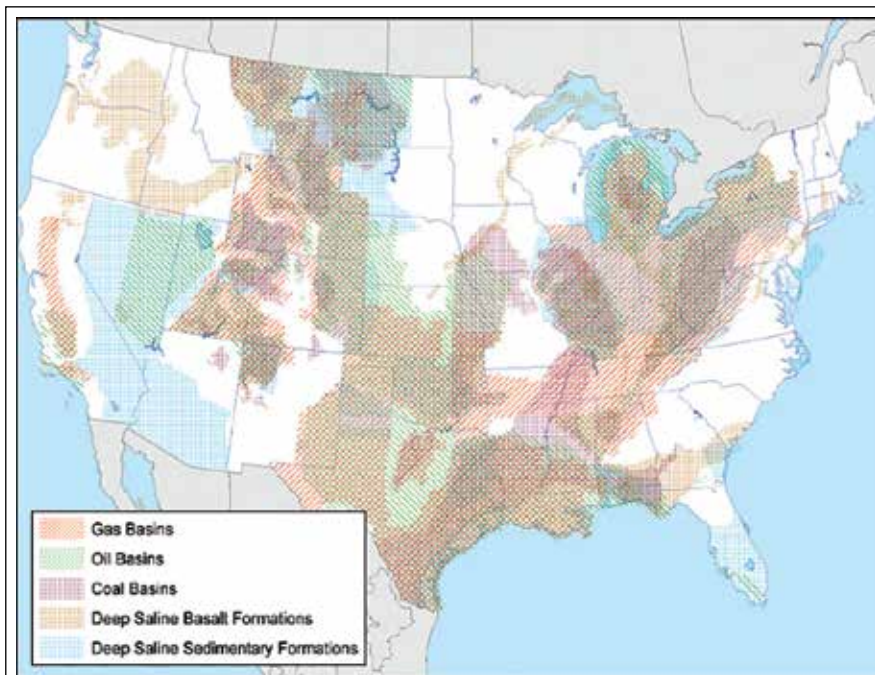 Gas Basins
Oil Basins
Coal Basins
Deep Saline Basalt Formations
Deep Saline Sedimentary Formations